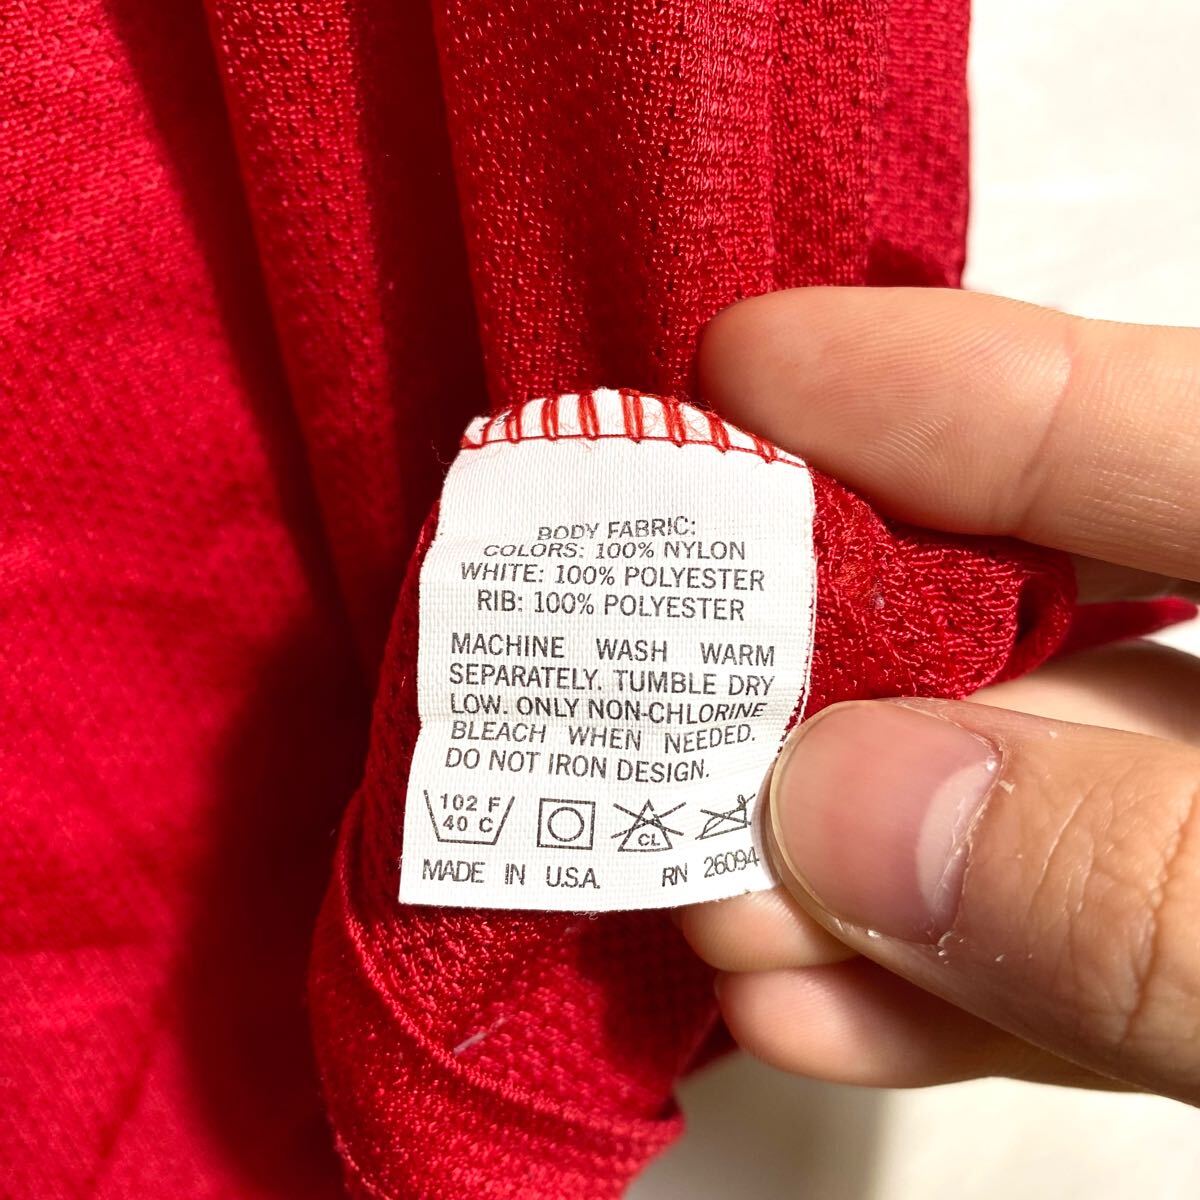 BODY FABRIC:
COLORS: 100% NYLON
WHITE: 100% POLYESTER
RIB: 100% POLYESTER
MACHINE WASH WARM
SEPARATELY. TUMBLE DRY
LOW. ONLY NON-CHLORINE
BLEACH WHEN NEEDED.
DO NOT IRON DESIGN.
102 F
40 C
CL
MADE IN U.S.A. RN 26094